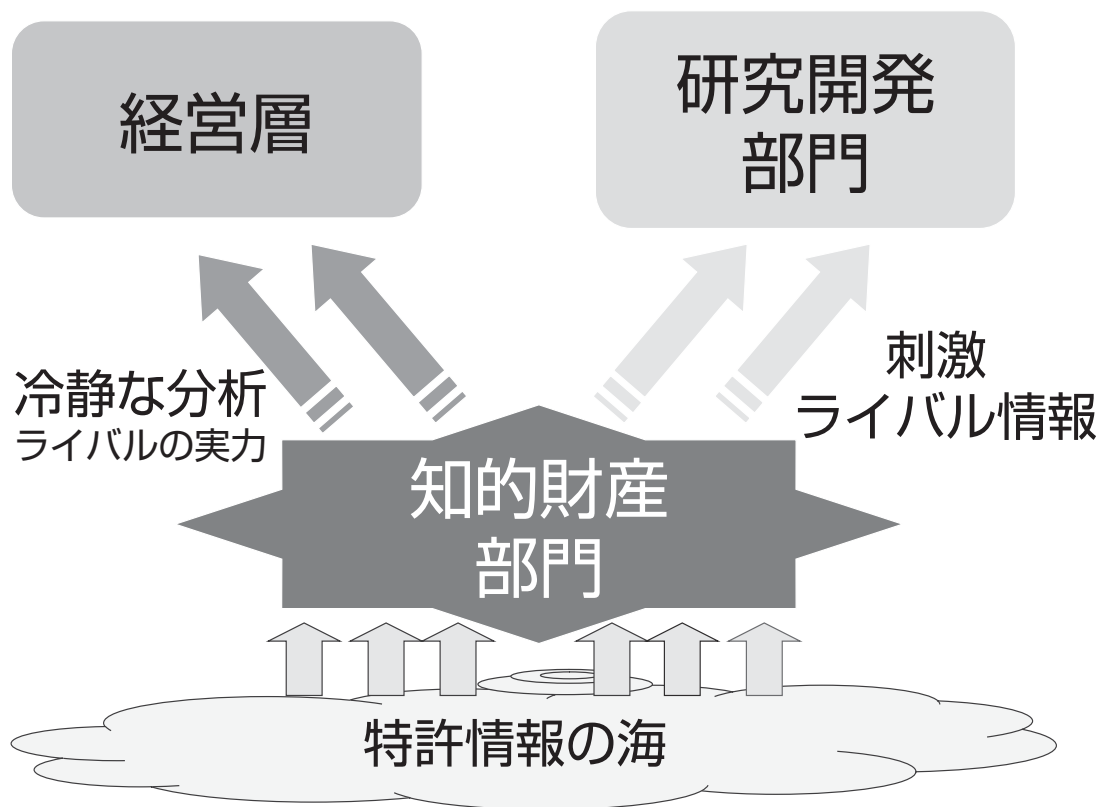 経営層
研究開発
部門
冷静な分析
ライバルの実力
刺激
ライバル情報
知的財産
部門
特許情報の海